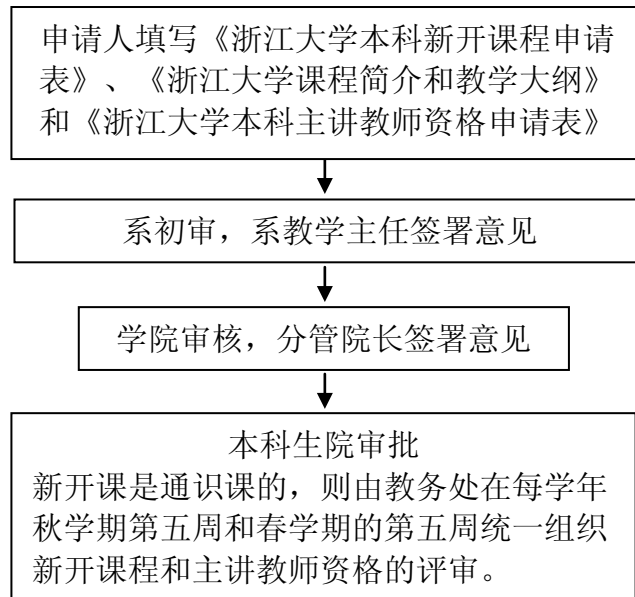 申请人填写《浙江大学本科新开课程申请
表》、《浙江大学课程简介和教学大纲》
和《浙江大学本科主讲教师资格申请表》
系初审，系教学主任签署意见
学院审核，分管院长签署意见
本科生院审批
新开课是通识课的，则由教务处在每学年
秋学期第五周和春学期的第五周统一组织
新开课程和主讲教师资格的评审。